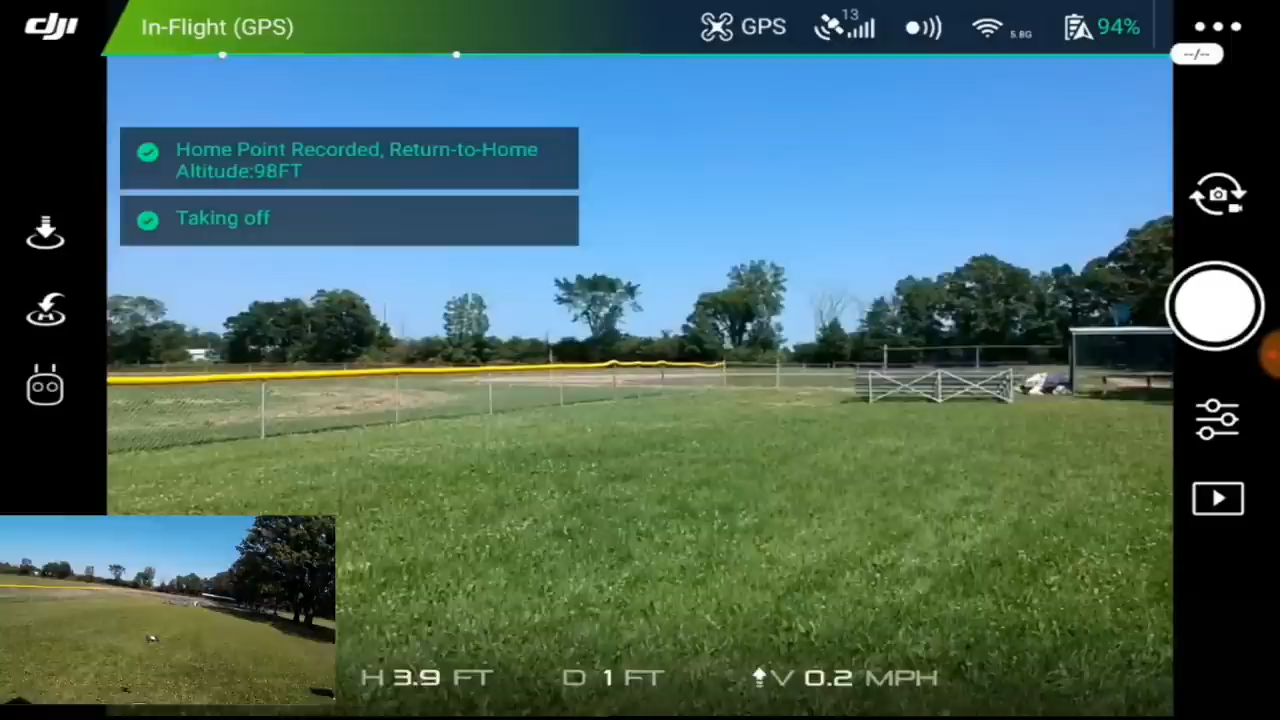 dji
In-Flight (GPS)
GPS
13
5.8G
94%
--/--
Home Point Recorded, Return-to-Home
Altitude:98FT
Taking off
H 3.9 FT
D 1 FT
V 0.2 MPH